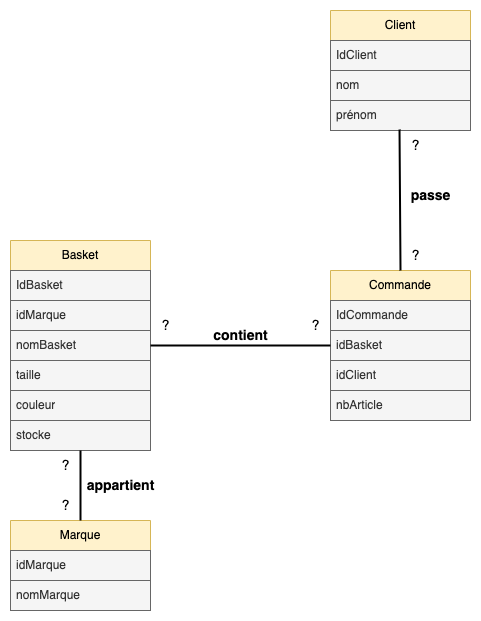 Client
IdClient
nom
prénom
?
passe
?
Commande
IdCommande
idBasket
idClient
nbArticle
Basket
IdBasket
idMarque
nomBasket
taille
couleur
stocke
?
contient
?
?
appartient
?
Marque
idMarque
nomMarque